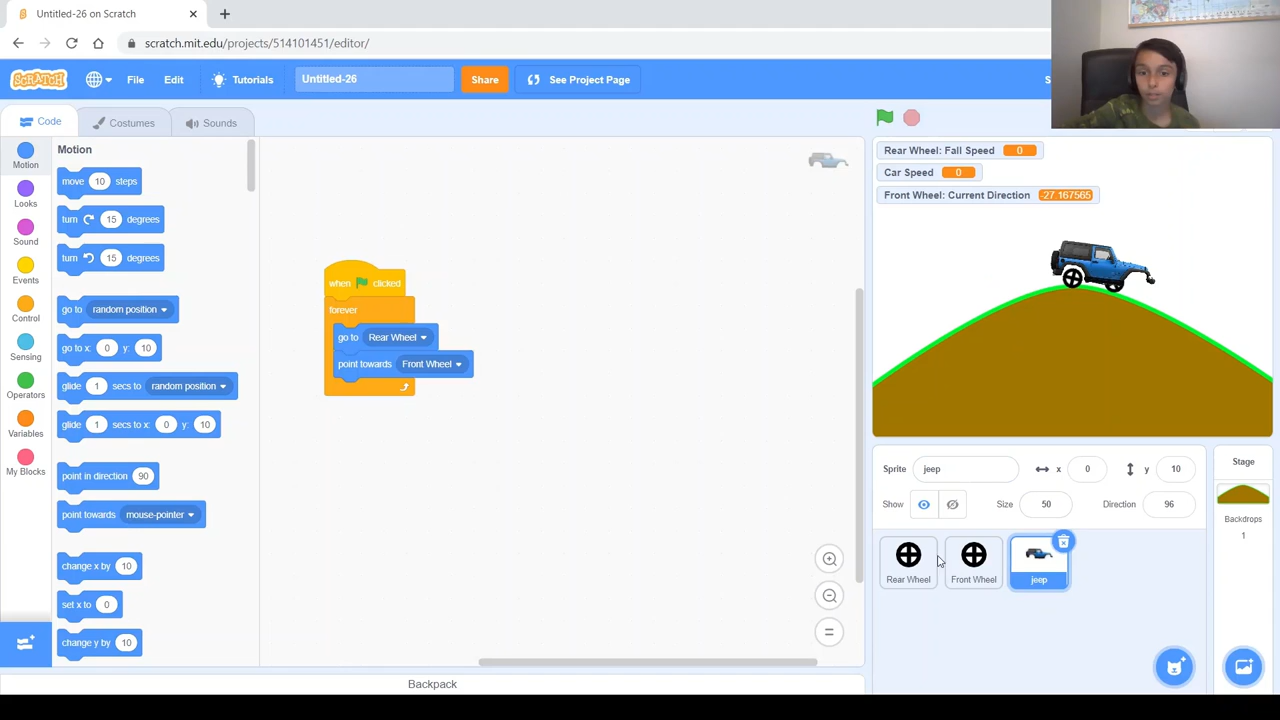 Untitled-26 on Scratch
scratch.mit.edu/projects/514101451/editor/
SCRATCH
File
Edit
Tutorials
Untitled-26
Share
See Project Page
S
Code
Costumes
Sounds
Motion
Looks
Sound
Events
Control
Sensing
Operators
Variables
My Blocks
Motion
move 10 steps
turn 15 degrees
turn 15 degrees
go to random position
go to x: 0 y: 10
glide 1 secs to random position
glide 1 secs to x: 0 y: 10
point in direction 90
point towards mouse-pointer
change x by 10
set x to 0
change y by 10
when clicked
forever
go to Rear Wheel
point towards Front Wheel
Rear Wheel: Fall Speed 0
Car Speed 0
Front Wheel: Current Direction -27.167565
Sprite jeep x 0 y 10
Show Size 50 Direction 96
Rear Wheel
Front Wheel
jeep
Stage
Backdrops
1
Backpack